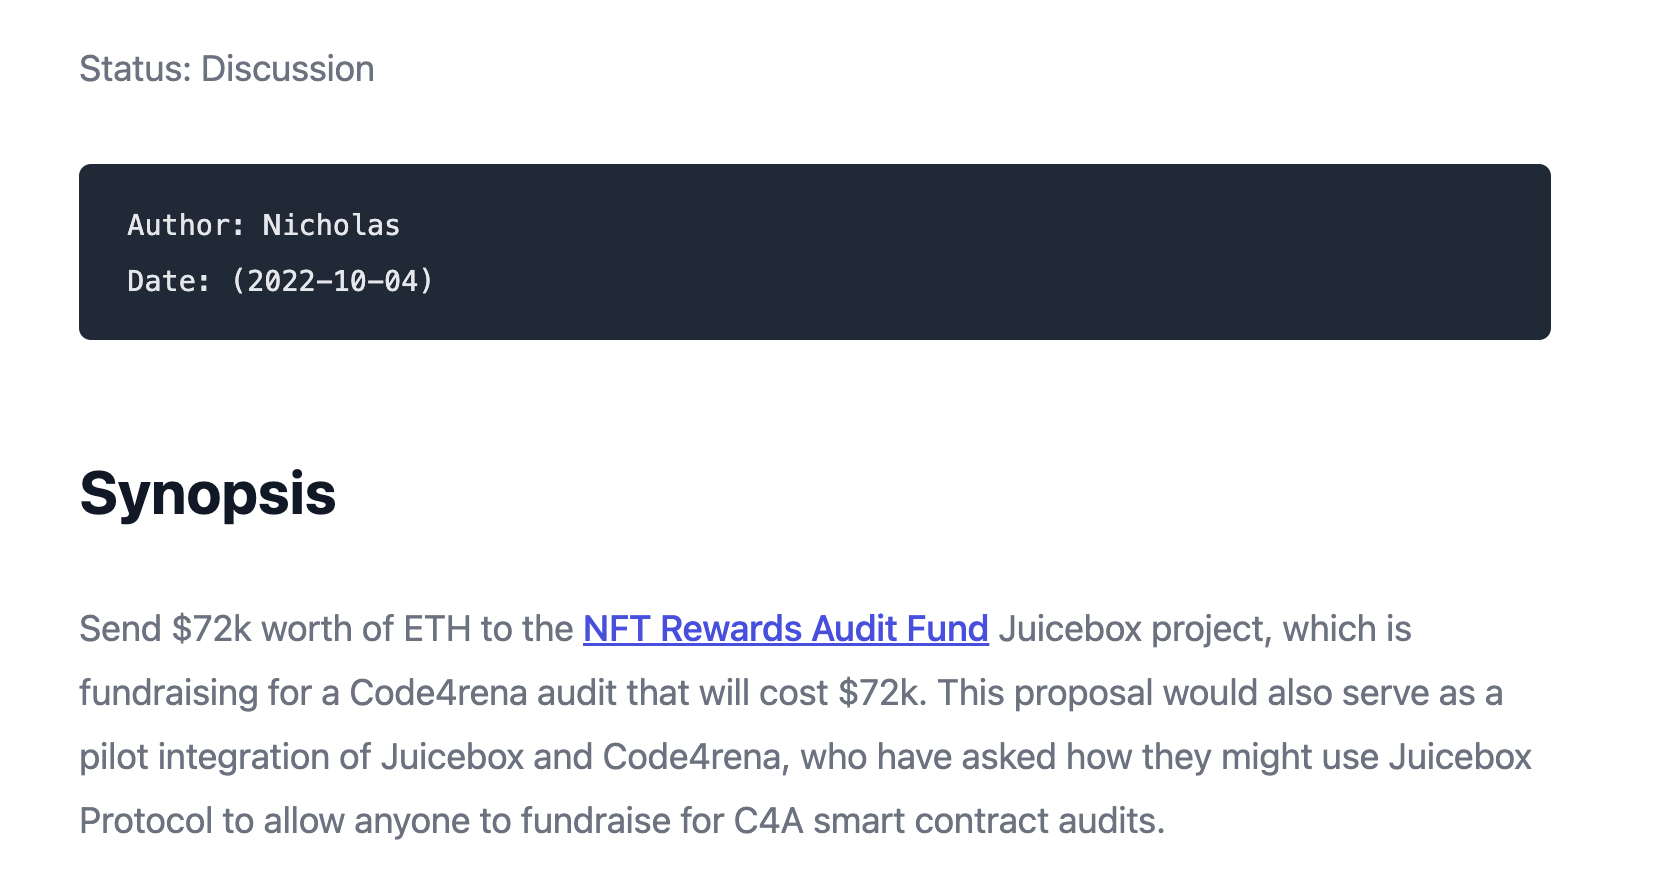 Status: Discussion
Author: Nicholas
Date: (2022-10-04)
Synopsis
Send $72k worth of ETH to the NFT Rewards Audit Fund Juicebox project, which is
fundraising for a Code4rena audit that will cost $72k. This proposal would also serve as a
pilot integration of Juicebox and Code4rena, who have asked how they might use Juicebox
Protocol to allow anyone to fundraise for C4A smart contract audits.